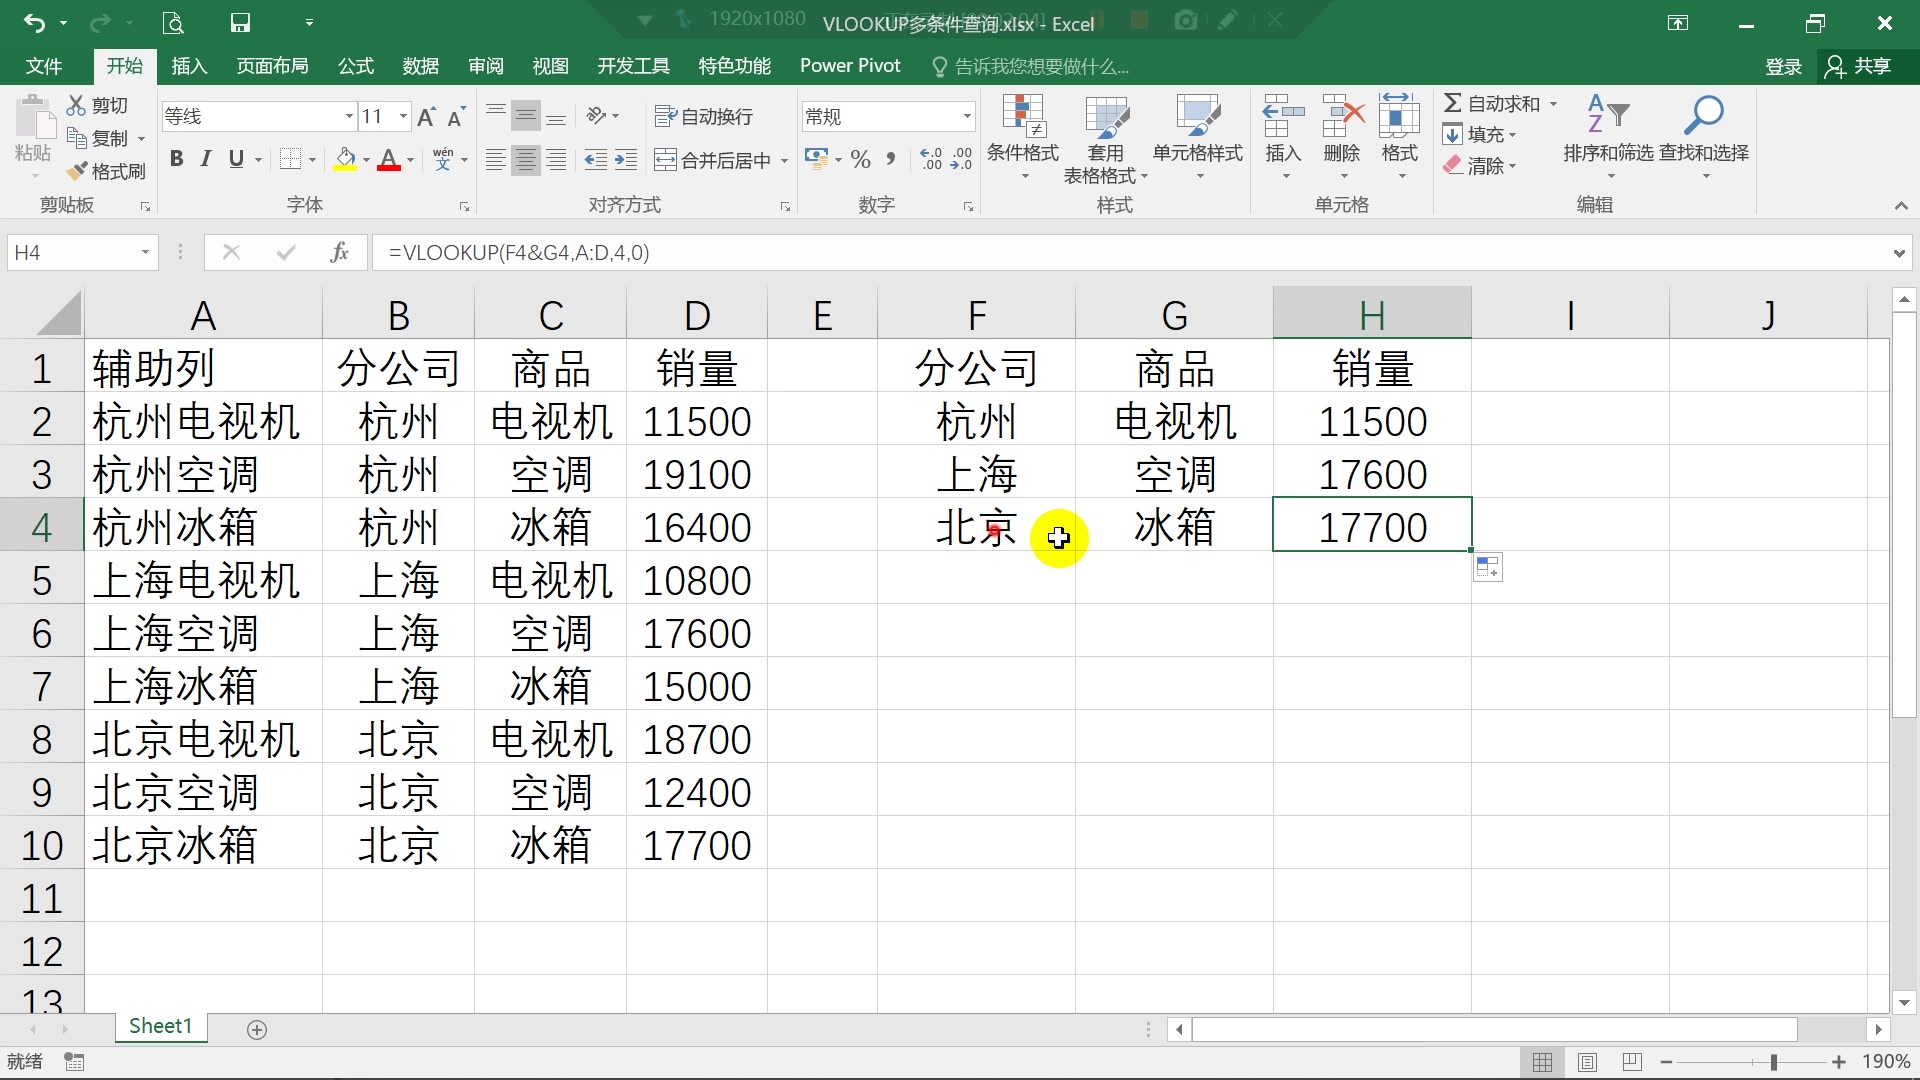 1920x1080
VLOOKUP多条件查询.xlsx - Excel
文件 开始 插入 页面布局 公式 数据 审阅 视图 开发工具 特色功能 Power Pivot 告诉我您想要做什么... 登录 共享
粘贴 剪切 复制 格式刷
等线 11 B I U A wén 文
自动换行 合并后居中
常规 %
条件格式 套用 表格格式 单元格样式
插入 删除 格式
自动求和 填充 清除 排序和筛选 查找和选择
剪贴板 字体 对齐方式 数字 样式 单元格 编辑
H4 fx =VLOOKUP(F4&G4,A:D,4,0)
A B C D E F G H I J
1 辅助列 分公司 商品 销量 分公司 商品 销量
2 杭州电视机 杭州 电视机 11500 杭州 电视机 11500
3 杭州空调 杭州 空调 19100 上海 空调 17600
4 杭州冰箱 杭州 冰箱 16400 北京 冰箱 17700
5 上海电视机 上海 电视机 10800
6 上海空调 上海 空调 17600
7 上海冰箱 上海 冰箱 15000
8 北京电视机 北京 电视机 18700
9 北京空调 北京 空调 12400
10 北京冰箱 北京 冰箱 17700
11
12
13
Sheet1
就绪 190%